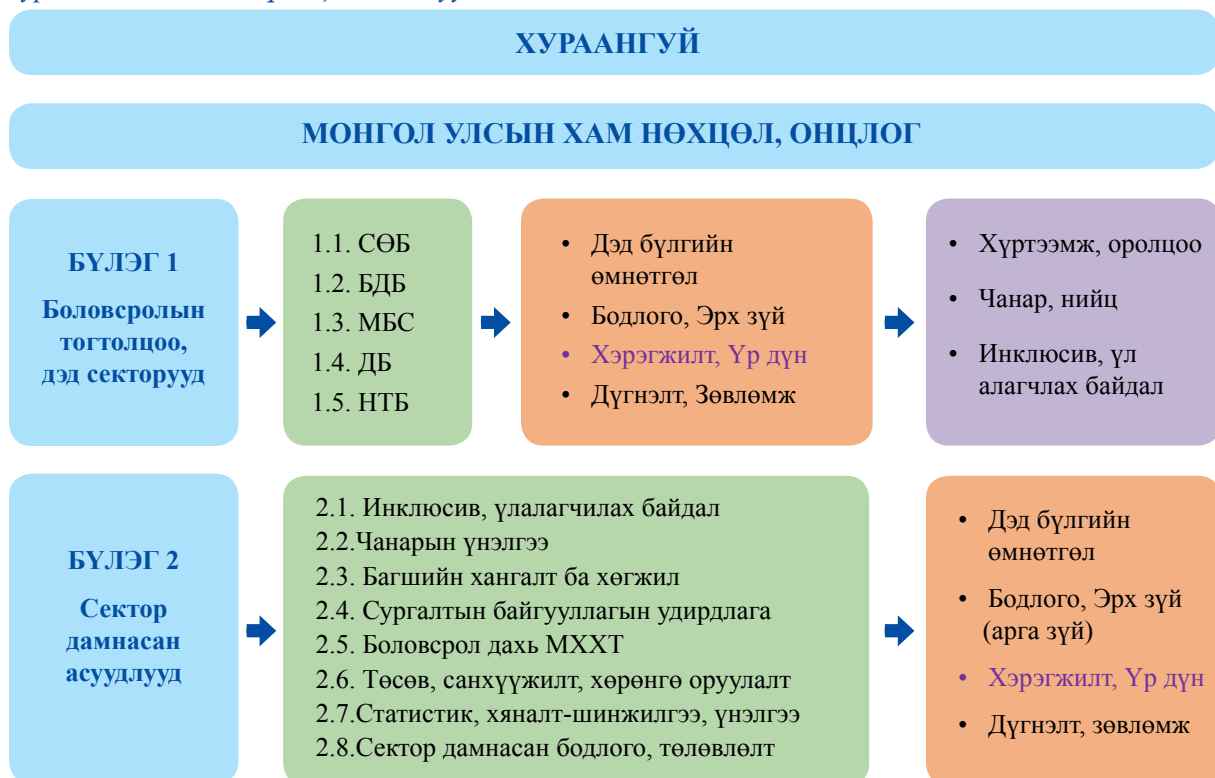 ХУРААНГУЙ
МОНГОЛ УЛСЫН ХАМ НӨХЦӨЛ, ОНЦЛОГ
БҮЛЭГ 1
Боловсролын
тогтолцоо,
дэд секторууд
1.1. СӨБ
1.2. БДБ
1.3. МБС
1.4. ДБ
1.5. НТБ
• Дэд бүлгийн
өмнөтгөл
• Бодлого, Эрх зүй
• Хэрэгжилт, Үр дүн
• Дүгнэлт, Зөвлөмж
• Хүртээмж, оролцоо
• Чанар, нийц
• Инклюсив, үл
алагчлах байдал
БҮЛЭГ 2
Сектор
дамнасан
асуудлууд
2.1. Инклюсив, үлалагчилах байдал
2.2.Чанарын үнэлгээ
2.3. Багшийн хангалт ба хөгжил
2.4. Сургалтын байгууллагын удирдлага
2.5. Боловсрол дахь МХХТ
2.6. Төсөв, санхүүжилт, хөрөнгө оруулалт
2.7.Статистик, хяналт-шинжилгээ, үнэлгээ
2.8.Сектор дамнасан бодлого, төлөвлөлт
• Дэд бүлгийн
өмнөтгөл
• Бодлого, Эрх зүй
(арга зүй)
• Хэрэгжилт, Үр дүн
• Дүгнэлт, зөвлөмж